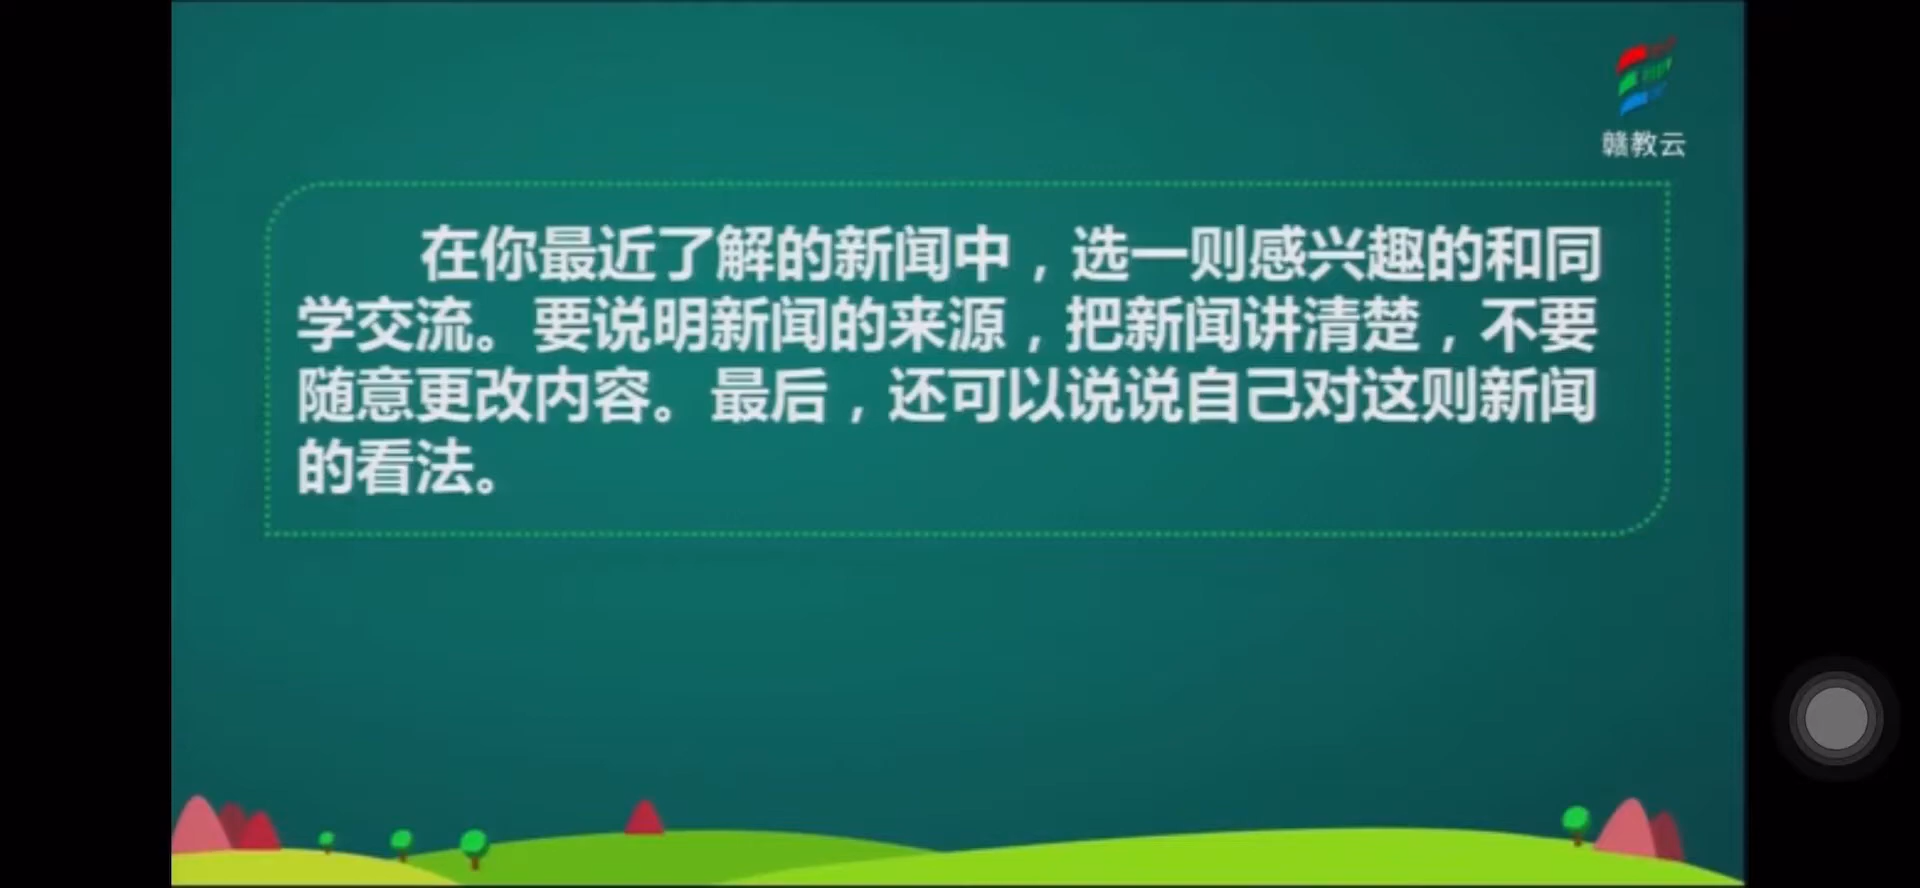 赣教云
在你最近了解的新闻中，选一则感兴趣的和同
学交流。要说明新闻的来源，把新闻讲清楚，不要
随意更改内容。最后，还可以说说自己对这则新闻
的看法。